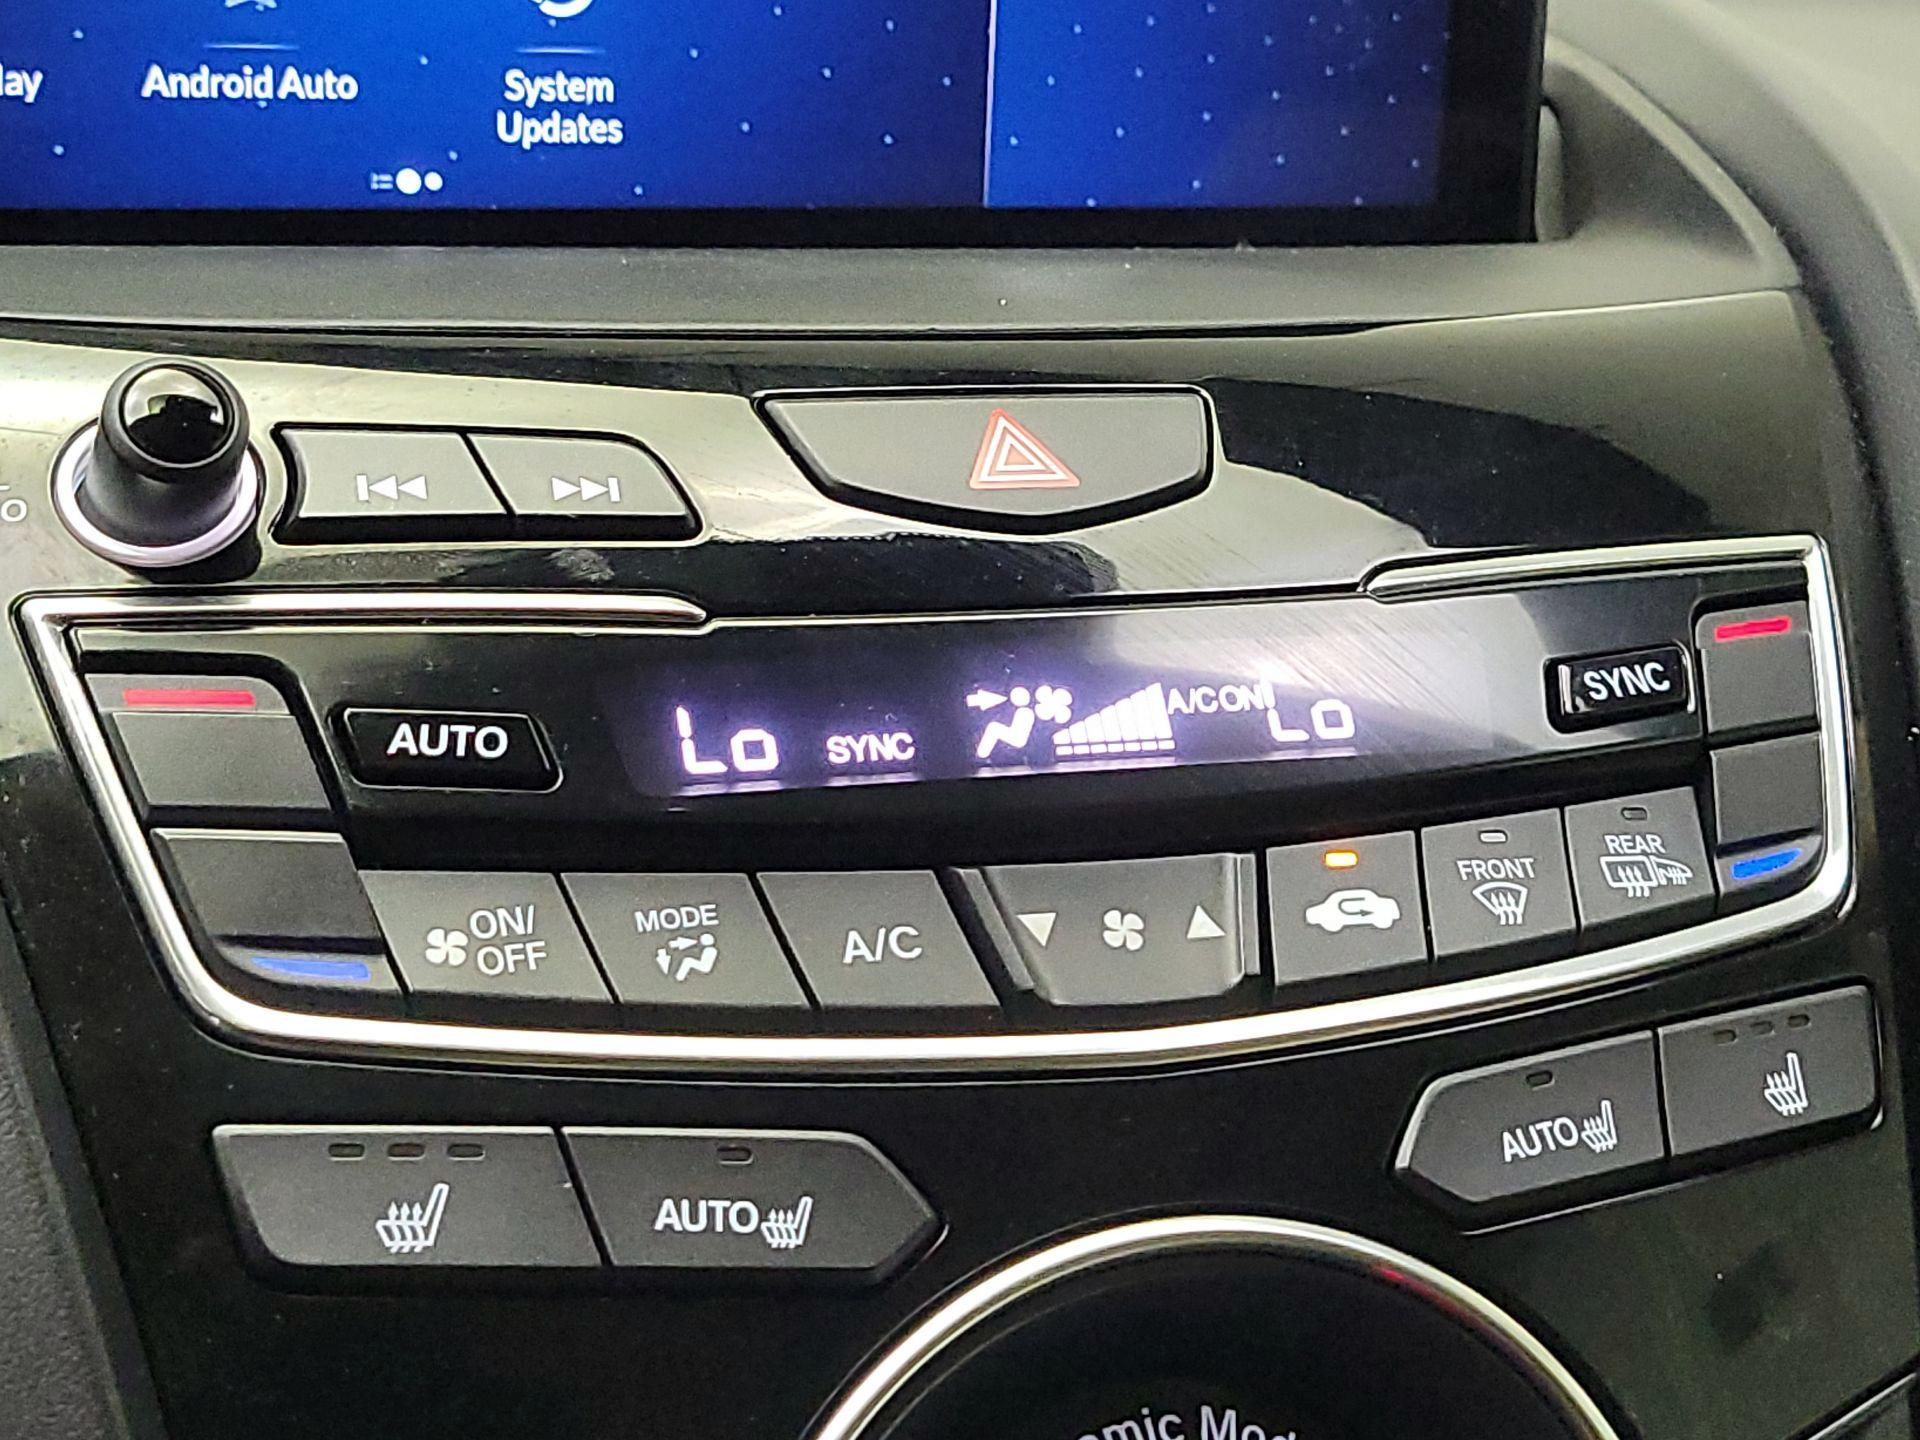 lay
Android Auto
System
Updates
AUTO
Lo
SYNC
A/C ON
Lo
SYNC
ON/
OFF
MODE
A/C
FRONT
REAR
AUTO
AUTO